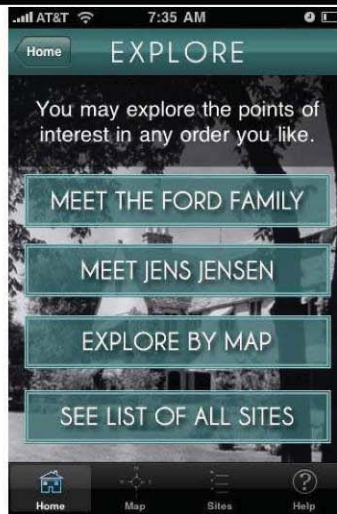 AT&T 7:35 AM
Home EXPLORE
You may explore the points of
interest in any order you like.
MEET THE FORD FAMILY
MEET JENS JENSEN
EXPLORE BY MAP
SEE LIST OF ALL SITES
Home Map Sites Help